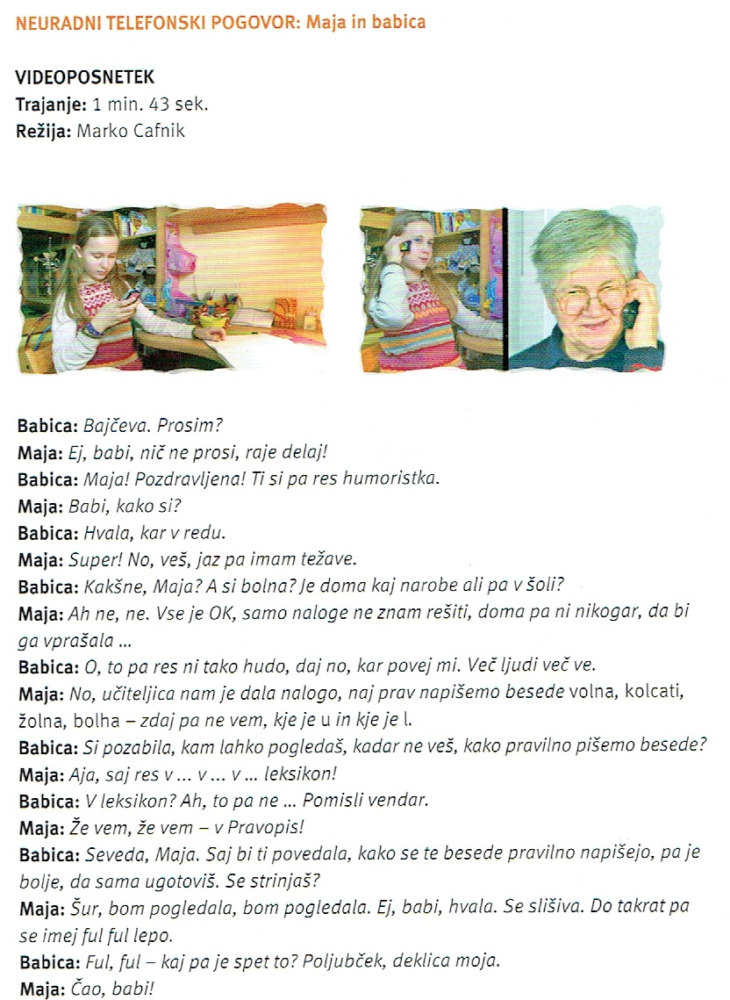 NEURADNI TELEFONSKI POGOVOR: Maja in babica
VIDEOPOSNETEK
Trajanje: 1 min. 43 sek.
Režija: Marko Cafnik
Babica: Bajčeva. Prosim?
Maja: Ej, babi, nič ne prosi, raje delaj!
Babica: Maja! Pozdravljena! Ti si pa res humoristka.
Maja: Babi, kako si?
Babica: Hvala, kar v redu.
Maja: Super! No, veš, jaz pa imam težave.
Babica: Kakšne, Maja? A si bolna? Je doma kaj narobe ali pa v šoli?
Maja: Ah ne, ne. Vse je OK, samo naloge ne znam rešiti, doma pa ni nikogar, da bi
ga vprašala ...
Babica: O, to pa res ni tako hudo, daj no, kar povej mi. Več ljudi več ve.
Maja: No, učiteljica nam je dala nalogo, naj prav napišemo besede volna, kolcati,
žolna, bolha – zdaj pa ne vem, kje je u in kje je l.
Babica: Si pozabila, kam lahko pogledaš, kadar ne veš, kako pravilno pišemo besede?
Maja: Aja, saj res v ... v ... v ... leksikon!
Babica: V leksikon? Ah, to pa ne ... Pomisli vendar.
Maja: Že vem, že vem – v Pravopis!
Babica: Seveda, Maja. Saj bi ti povedala, kako se te besede pravilno napišejo, pa je
bolje, da sama ugotoviš. Se strinjaš?
Maja: Šur, bom pogledala, bom pogledala. Ej, babi, hvala. Se slišiva. Do takrat pa
se imej ful ful lepo.
Babica: Ful, ful – kaj pa je spet to? Poljubček, deklica moja.
Maja: Čao, babi!